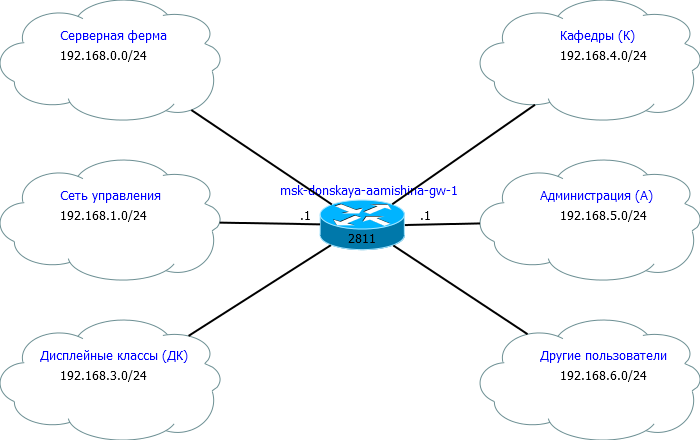 Серверная ферма
192.168.0.0/24
Кафедры (К)
192.168.4.0/24
msk-donskaya-aamishina-gw-1
Сеть управления
192.168.1.0/24
.1
.1
Администрация (А)
192.168.5.0/24
2811
Дисплейные классы (ДК)
192.168.3.0/24
Другие пользователи
192.168.6.0/24